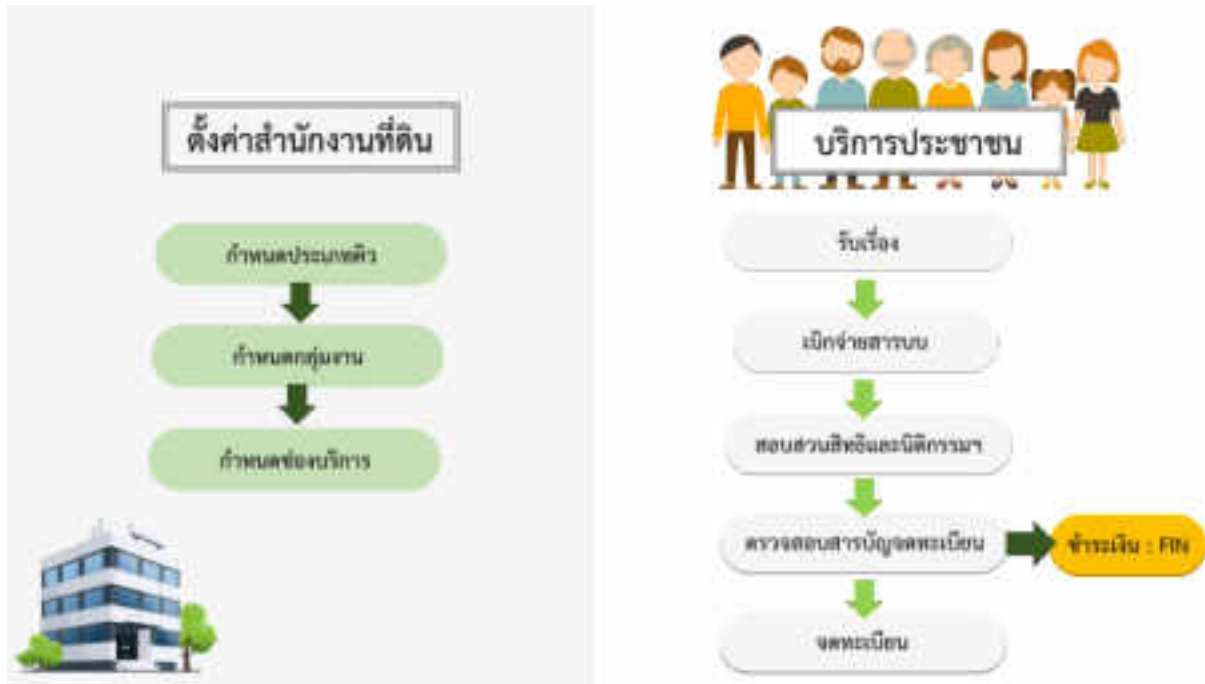 ตั้งค่าสำนักงานที่ดิน
กำหนดประเภทคิว
กำหนดกลุ่มงาน
กำหนดช่องบริการ
บริการประชาชน
รับเรื่อง
เบิกจ่ายสารบบ
สอบสวนสิทธิและนิติกรรมฯ
ตรวจสอบสารบัญจดทะเบียน
ชำระเงิน : FIN
จดทะเบียน